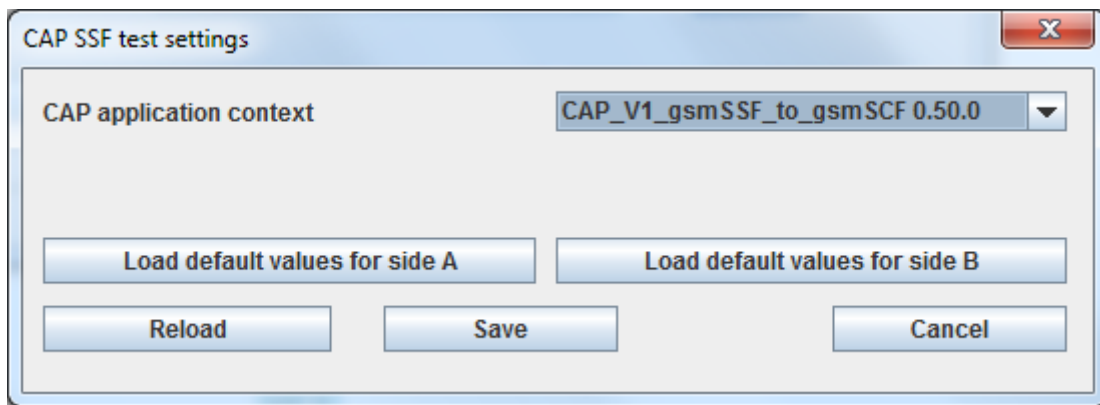 CAP SSF test settings
CAP application context
CAP_V1_gsmSSF_to_gsmSCF 0.50.0
Load default values for side A
Load default values for side B
Reload
Save
Cancel